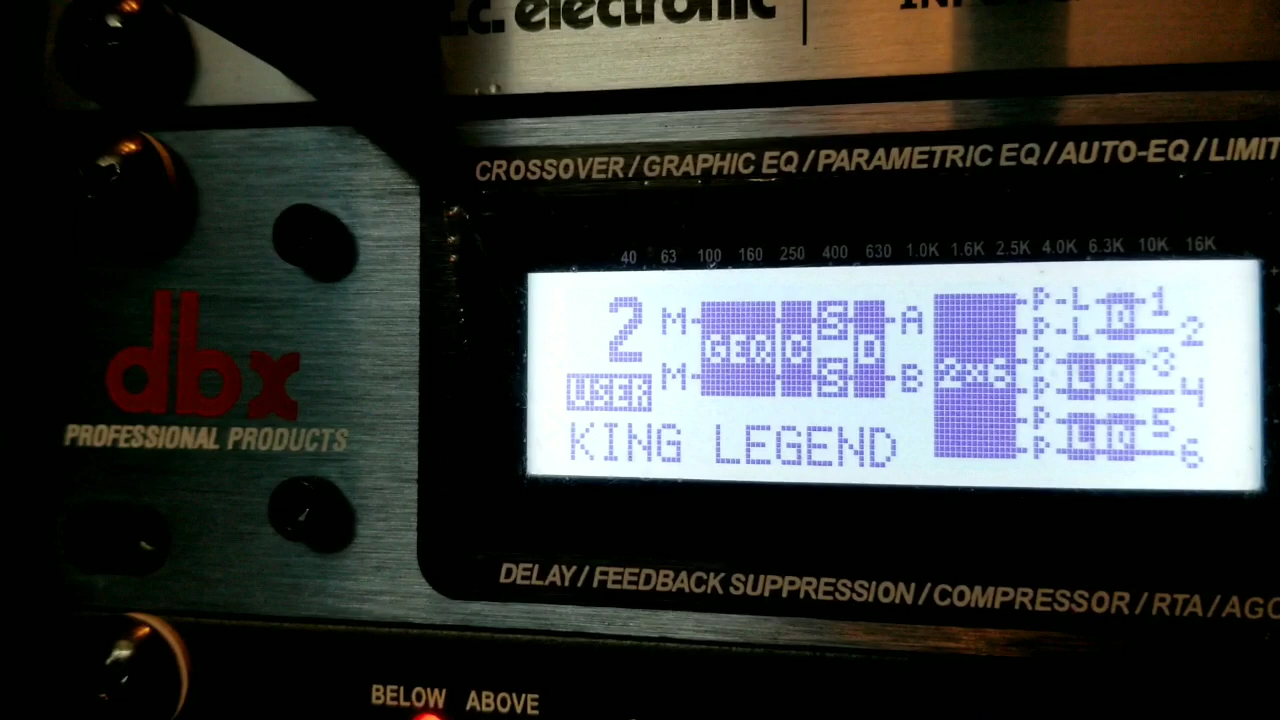 t.c. electronic
CROSSOVER / GRAPHIC EQ / PARAMETRIC EQ / AUTO-EQ / LIMIT
40 63 100 160 250 400 630 1.0K 1.6K 2.5K 4.0K 6.3K 10K 16K
2 M S A
M S B
USER
2x6
P-L 1
P-L 2
P 3
P 4
P 5
P 6
KING LEGEND
dbx
PROFESSIONAL PRODUCTS
DELAY / FEEDBACK SUPPRESSION / COMPRESSOR / RTA / AGC
BELOW ABOVE